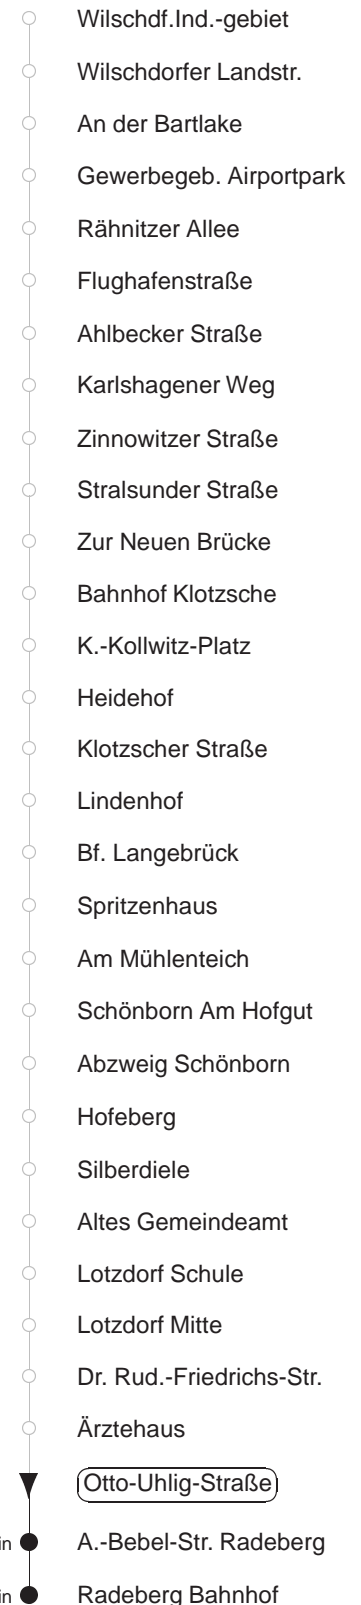 Wilschdf.Ind.-gebiet
Wilschdorfer Landstr.
An der Bartlake
Gewerbegeb. Airportpark
Rähnitzer Allee
Flughafenstraße
Ahlbecker Straße
Karlshagener Weg
Zinnowitzer Straße
Stralsunder Straße
Zur Neuen Brücke
Bahnhof Klotzsche
K.-Kollwitz-Platz
Heidehof
Klotzscher Straße
Lindenhof
Bf. Langebrück
Spritzenhaus
Am Mühlenteich
Schönborn Am Hofgut
Abzweig Schönborn
Hofeberg
Silberdiele
Altes Gemeindeamt
Lotzdorf Schule
Lotzdorf Mitte
Dr. Rud.-Friedrichs-Str.
Ärztehaus
Otto-Uhlig-Straße
in A.-Bebel-Str. Radeberg
in Radeberg Bahnhof